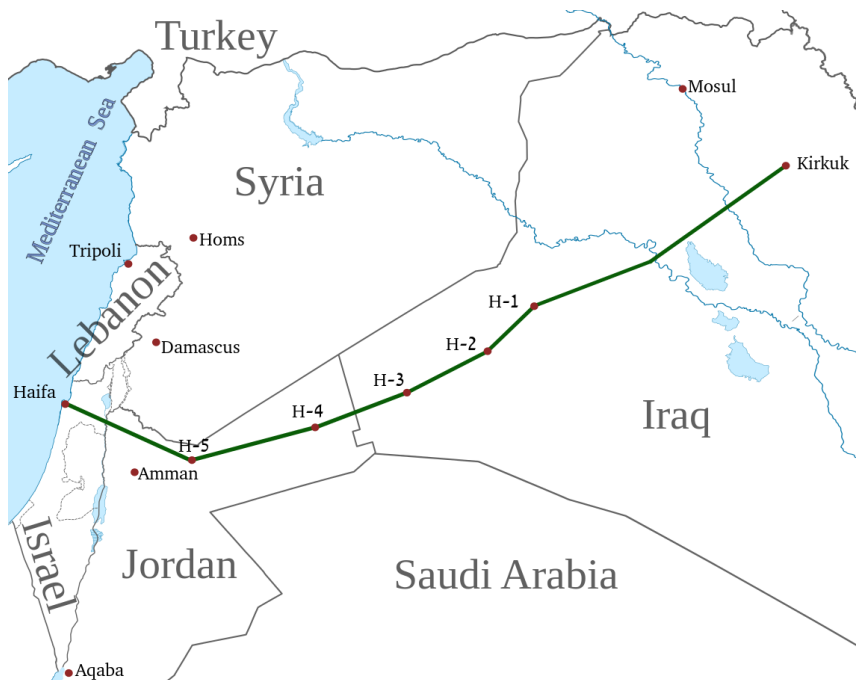 Turkey
Mosul
Mediterranean Sea
Kirkuk
Syria
Homs
Tripoli
H-1
Lebanon
H-2
Damascus
H-3
Haifa
H-4
Iraq
H-5
Amman
Israel
Jordan
Saudi Arabia
Aqaba